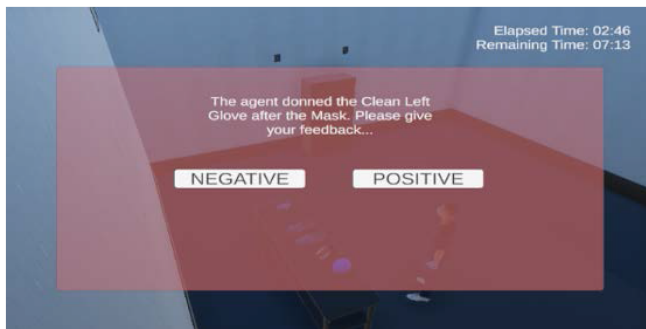 Elapsed Time: 02:46
Remaining Time: 07:13
The agent donned the Clean Left
Glove after the Mask. Please give
your feedback...
NEGATIVE
POSITIVE